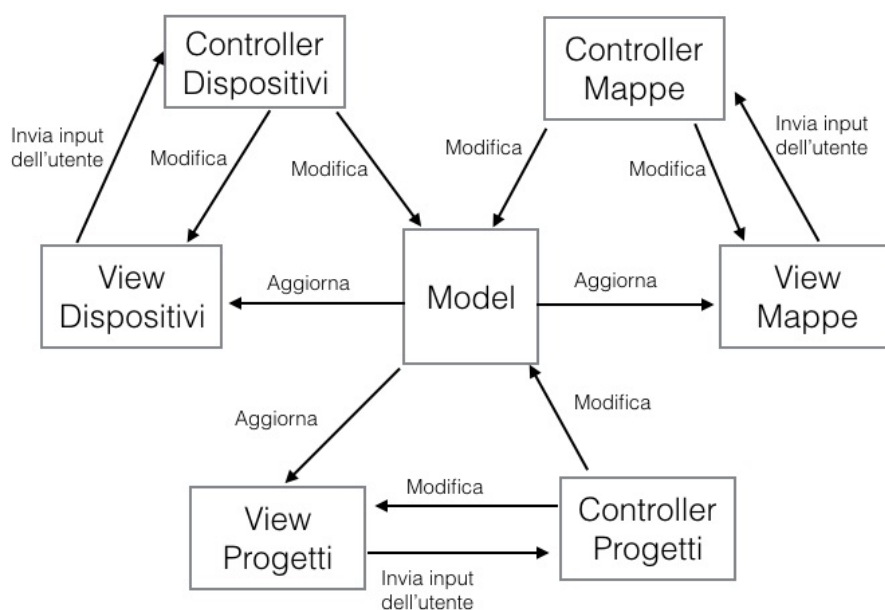 Controller
Dispositivi
Controller
Mappe
Invia input
dell'utente
Modifica
Modifica
Modifica
Modifica
Invia input
dell'utente
View
Dispositivi
Aggiorna
Model
Aggiorna
View
Mappe
Aggiorna
Modifica
View
Progetti
Modifica
Controller
Progetti
Invia input
dell'utente